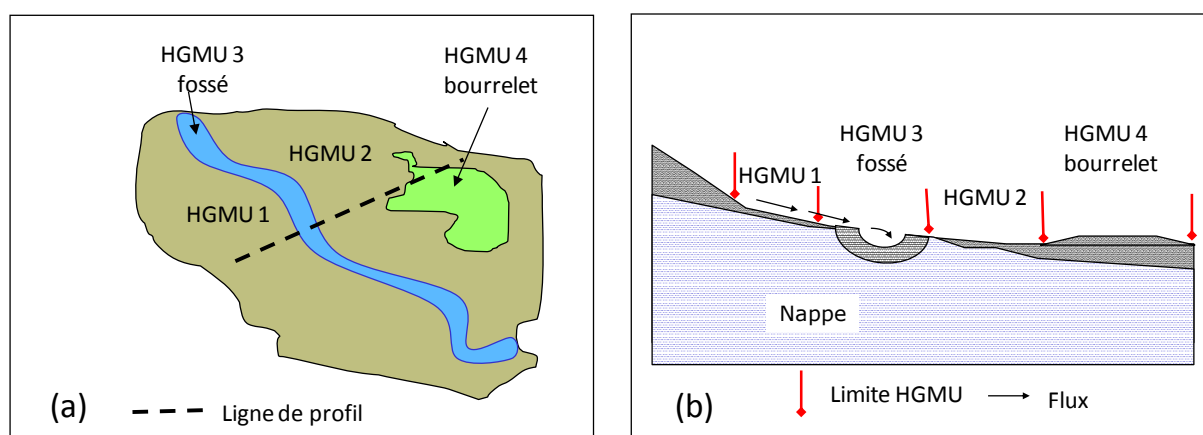 HGMU 3
fossé
HGMU 4
bourrelet
HGMU 2
HGMU 1
(a)
Ligne de profil
HGMU 3
fossé
HGMU 4
bourrelet
HGMU 1
HGMU 2
Nappe
(b)
Limite HGMU
Flux